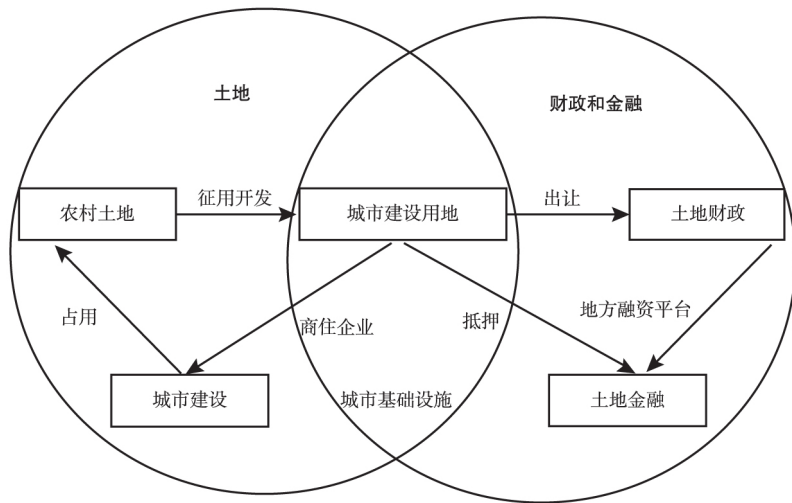 土地
财政和金融
农村土地
征用开发
城市建设用地
出让
土地财政
占用
商住企业
抵押
地方融资平台
城市建设
城市基础设施
土地金融